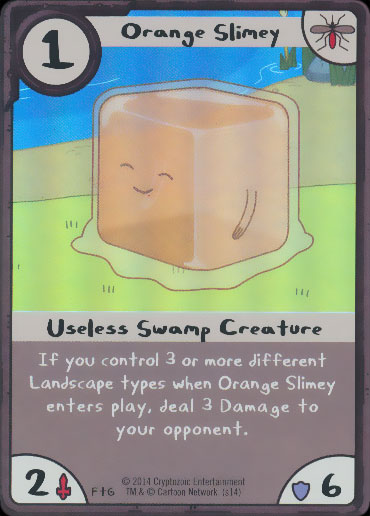 1
Orange Slimey
Useless Swamp Creature
If you control 3 or more different
Landscape types when Orange Slimey
enters play, deal 3 Damage to
your opponent.
2
FTG
© 2014 Cryptozoic Entertainment
TM & © Cartoon Network (s14)
6